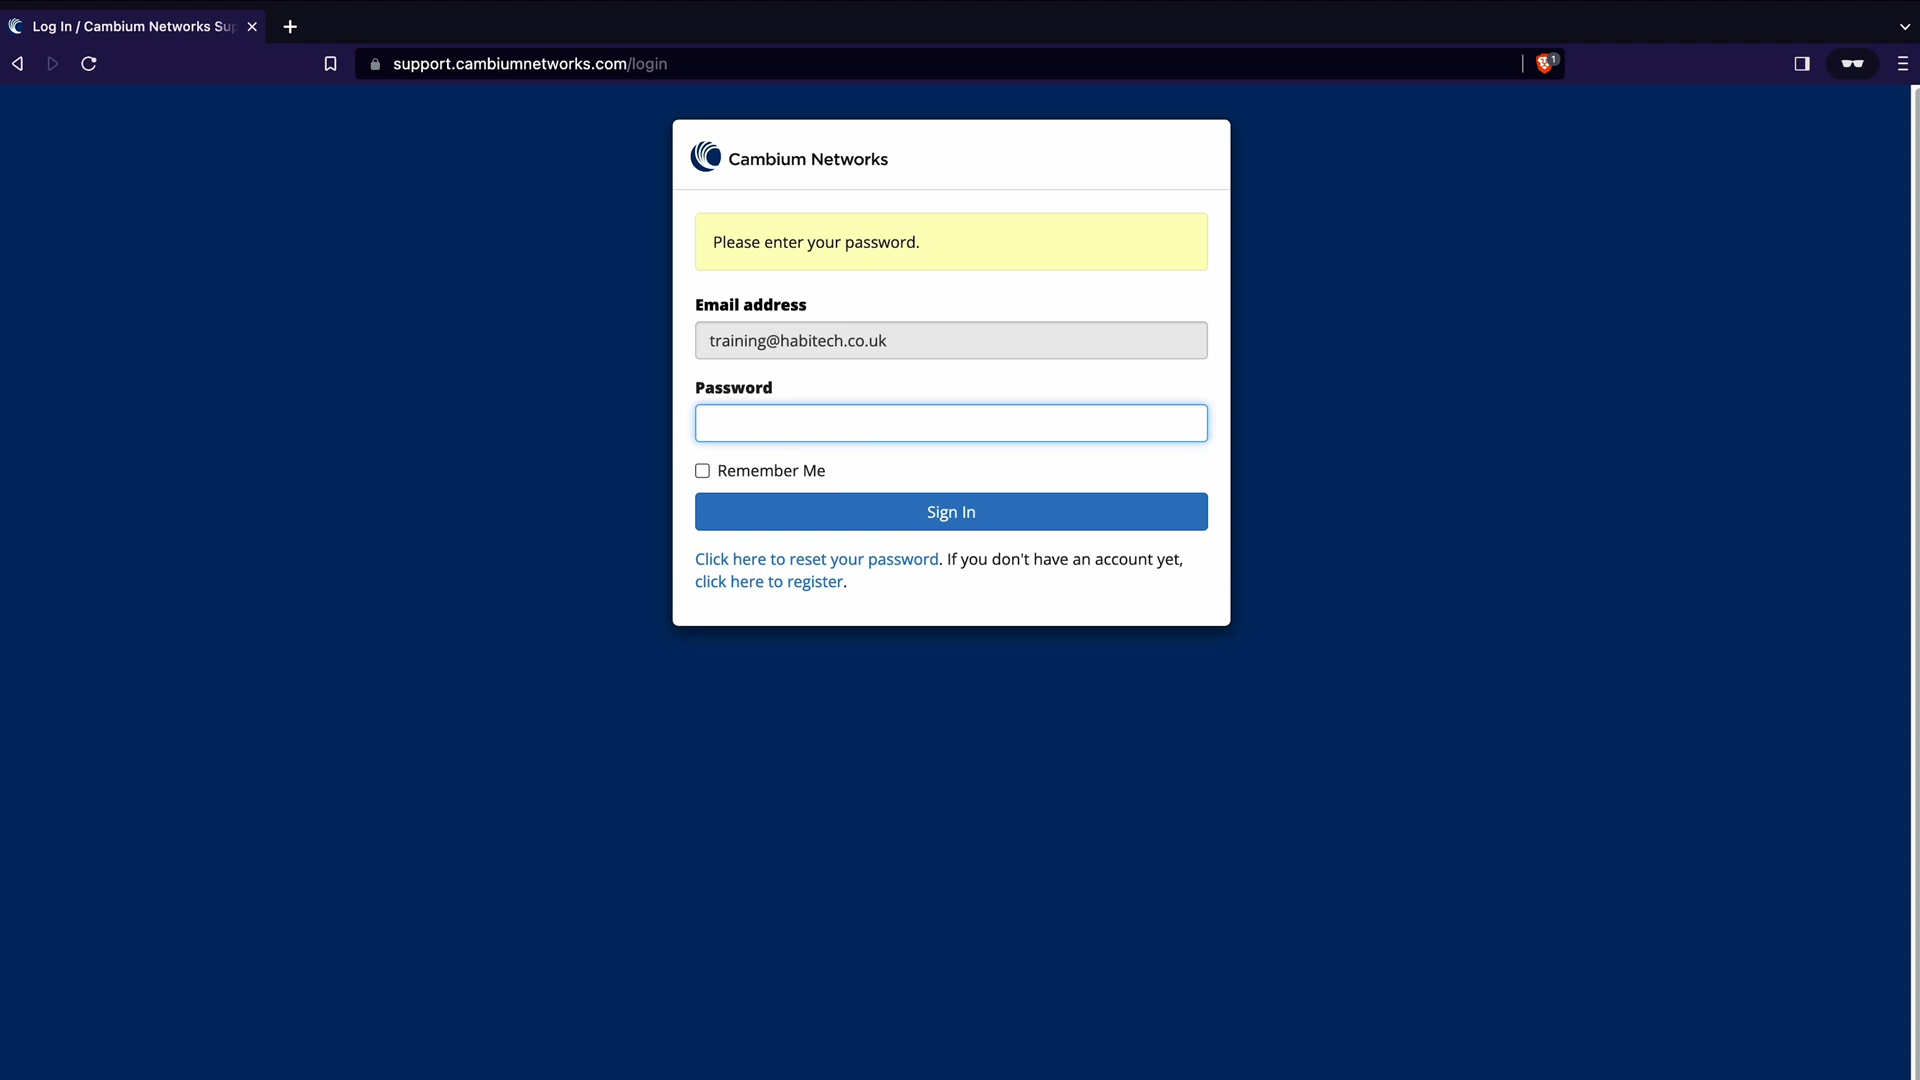 Log In / Cambium Networks Sup
support.cambiumnetworks.com/login
1
Cambium Networks
Please enter your password.
Email address
training@habitech.co.uk
Password
Remember Me
Sign In
Click here to reset your password. If you don't have an account yet,
click here to register.